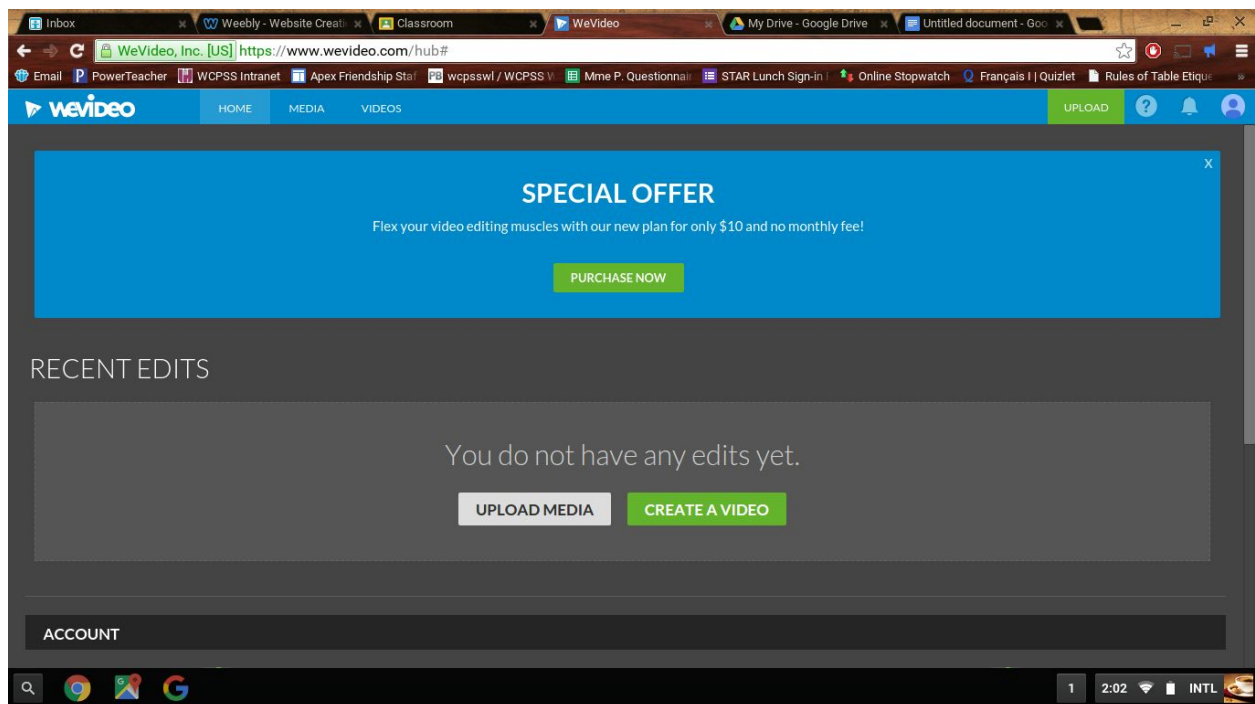 Inbox
Weebly - Website Creati
Classroom
WeVideo
My Drive - Google Drive
Untitled document - Goo
WeVideo, Inc. [US] https://www.wevideo.com/hub#
Email PowerTeacher WCPSS Intranet Apex Friendship Staf wcpsswl / WCPSS W Mme P. Questionnair STAR Lunch Sign-in Online Stopwatch Français I | Quizlet Rules of Table Etique »
WEVIDEO HOME MEDIA VIDEOS UPLOAD ?
X
SPECIAL OFFER
Flex your video editing muscles with our new plan for only $10 and no monthly fee!
PURCHASE NOW
RECENT EDITS
You do not have any edits yet.
UPLOAD MEDIA CREATE A VIDEO
ACCOUNT
1 2:02 INTL